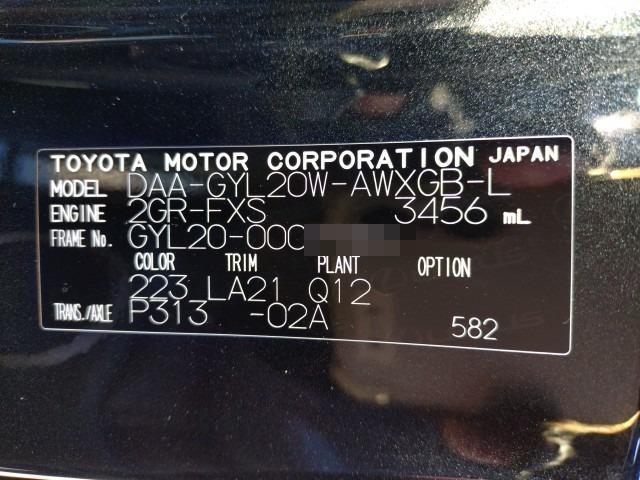 TOYOTA MOTOR CORPORATION JAPAN
MODEL DAA-GYL20W-AWXGB-L
ENGINE 2GR-FXS 3456 mL
FRAME No. GYL20-000
COLOR TRIM PLANT OPTION
223 LA21 Q12
TRANS./AXLE P313 -02A 582